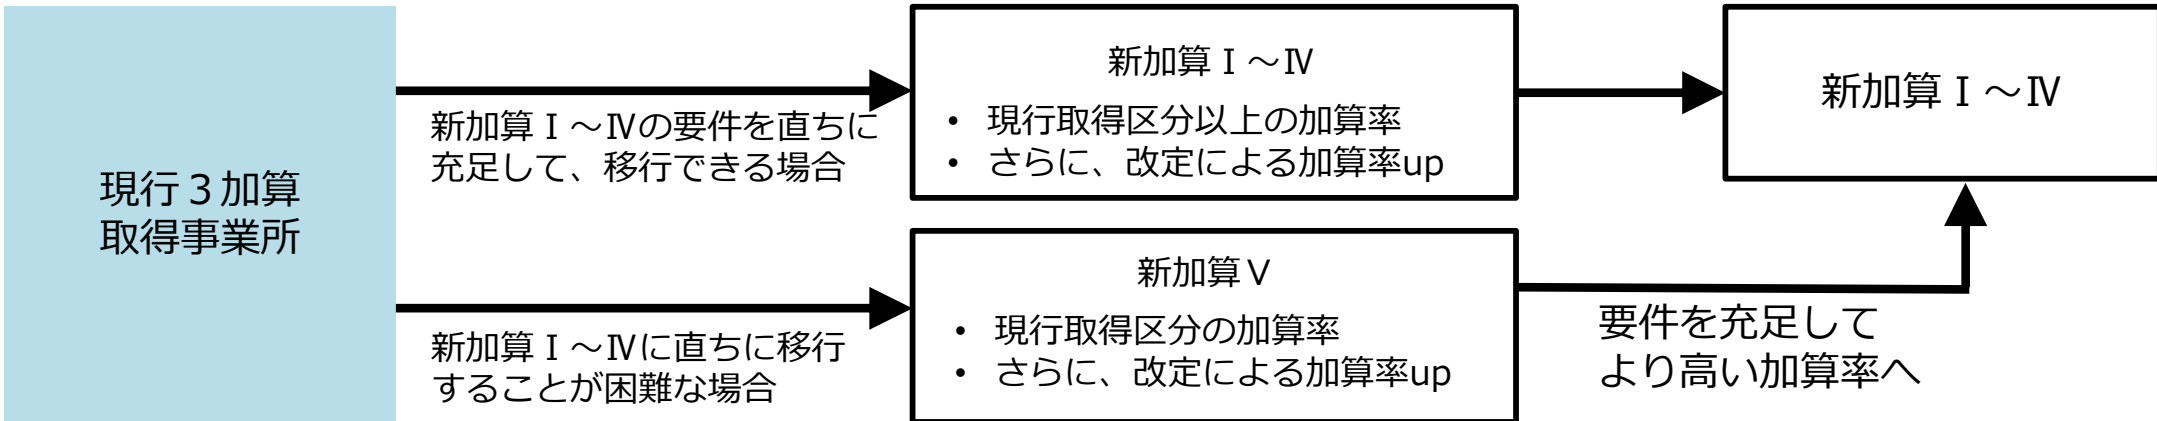 現行３加算
取得事業所
新加算Ⅰ～Ⅳの要件を直ちに
充足して、移行できる場合
新加算Ⅰ～Ⅳに直ちに移行
することが困難な場合
新加算Ⅰ～Ⅳ
• 現行取得区分以上の加算率
• さらに、改定による加算率up
新加算Ⅴ
• 現行取得区分の加算率
• さらに、改定による加算率up
新加算Ⅰ～Ⅳ
要件を充足して
より高い加算率へ